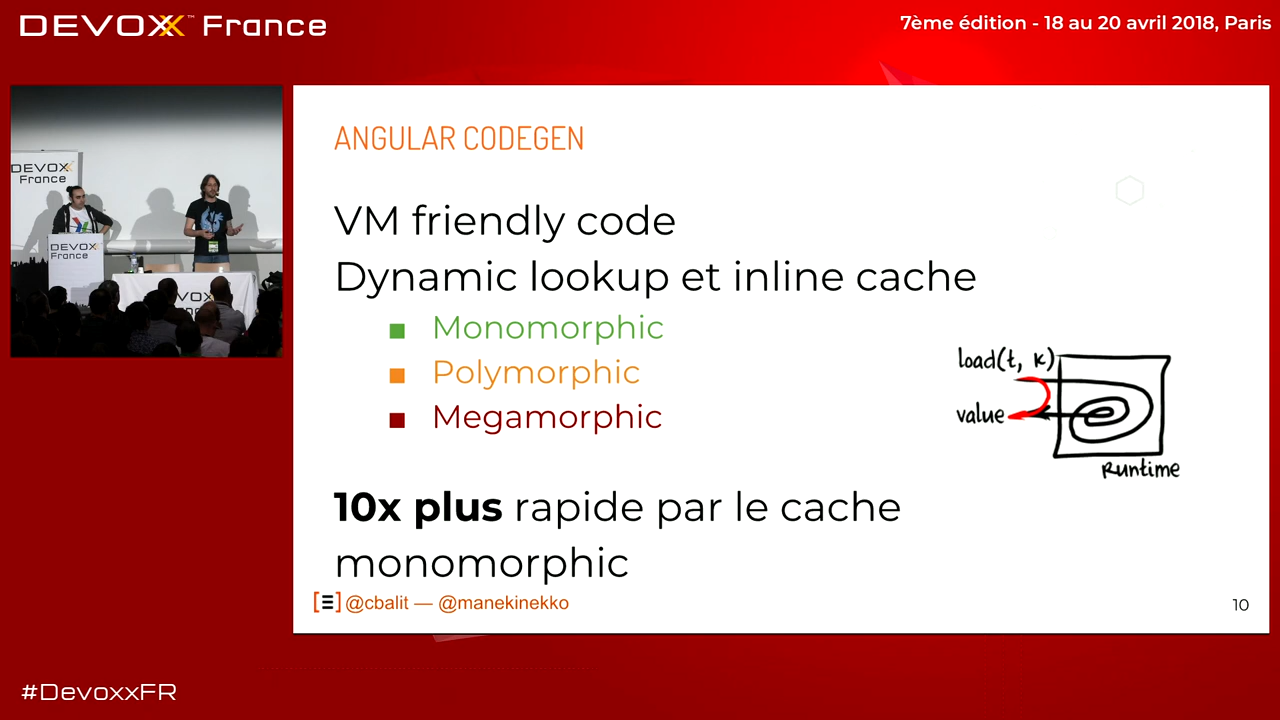 DEVOXX™ France
7ème édition - 18 au 20 avril 2018, Paris
DEVOXX
France
DEVOXX
France
VOX
ANGULAR CODEGEN
VM friendly code
Dynamic lookup et inline cache
Monomorphic
Polymorphic
Megamorphic
load(t, k)
value
Runtime
10x plus rapide par le cache
monomorphic
@cbalit — @manekinekko
10
#DevoxxFR